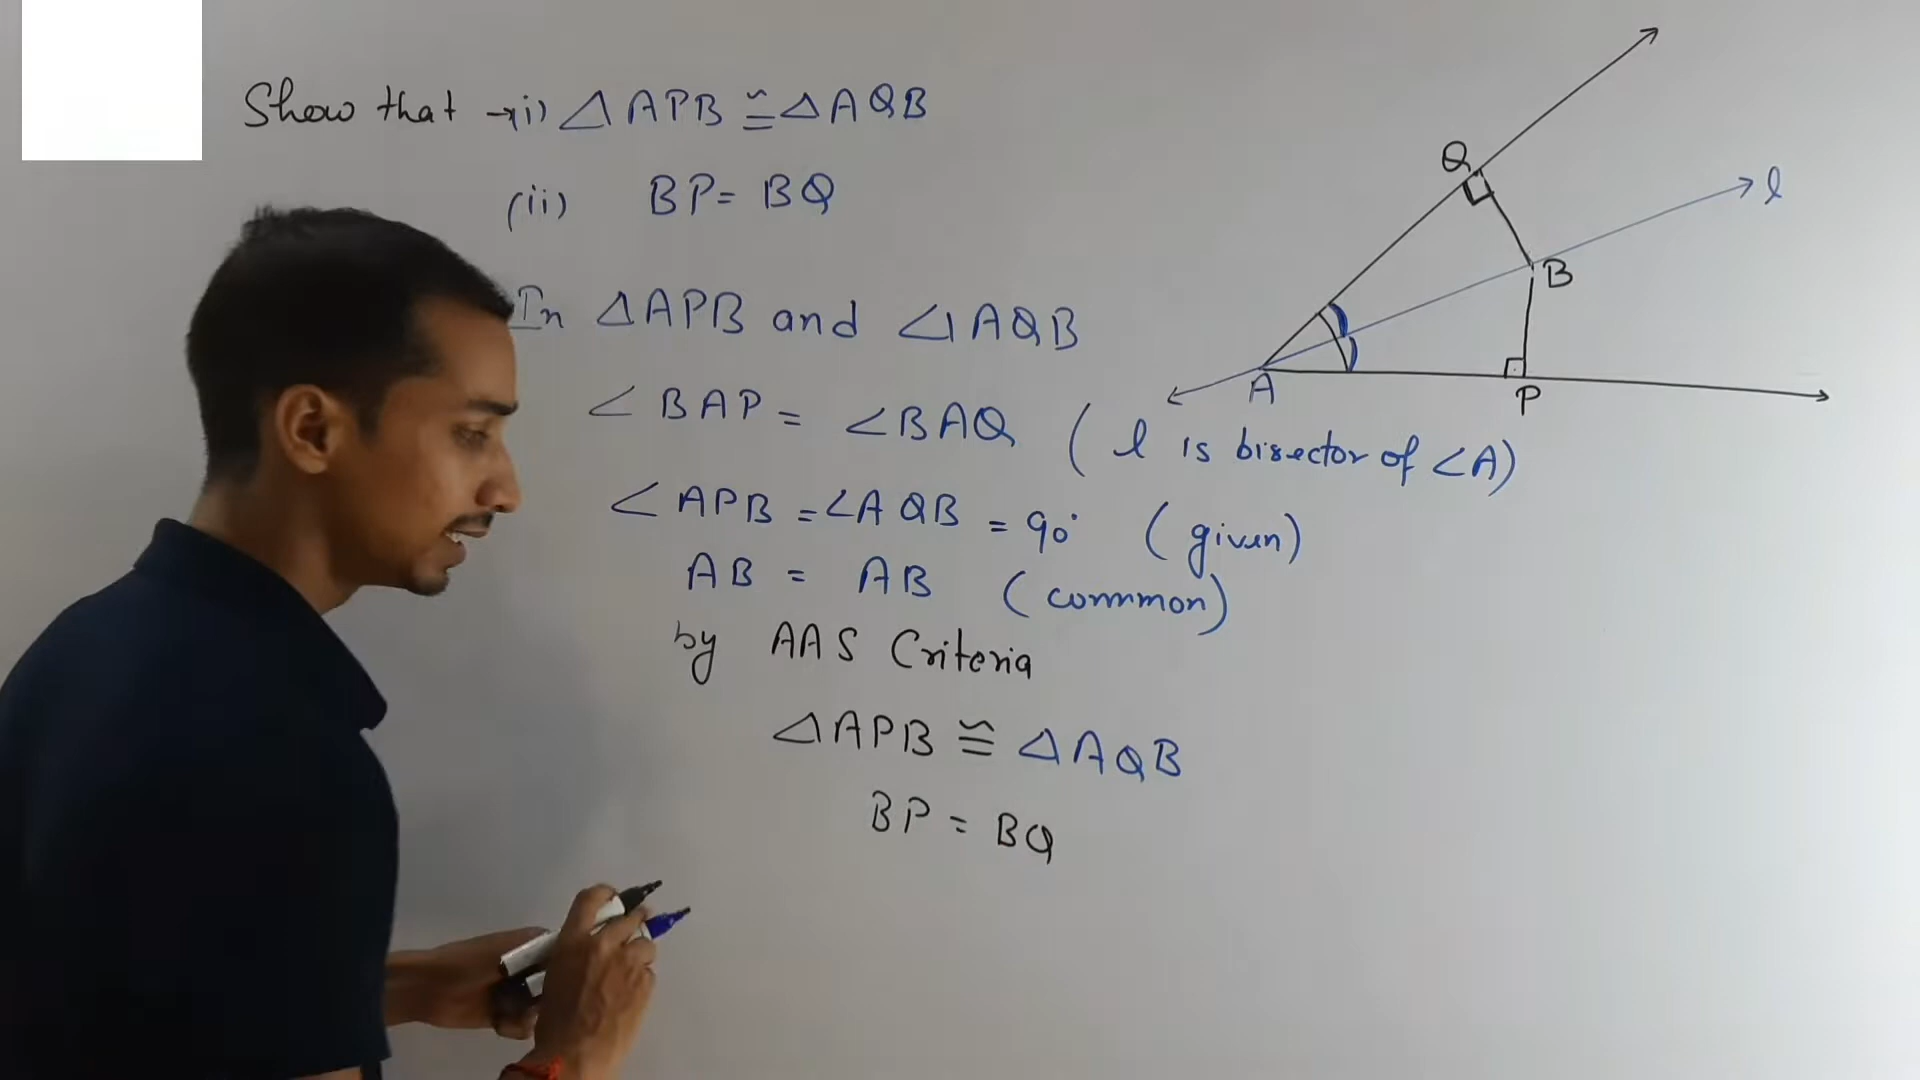 Show that → i) △APB ≅ △AQB
(ii) BP = BQ
In △APB and △AQB
∠BAP = ∠BAQ ( l is bisector of ∠A)
∠APB = ∠AQB = 90° (given)
AB = AB (common)
by AAS Criteria
△APB ≅ △AQB
BP = BQ
Q
l
B
A
P